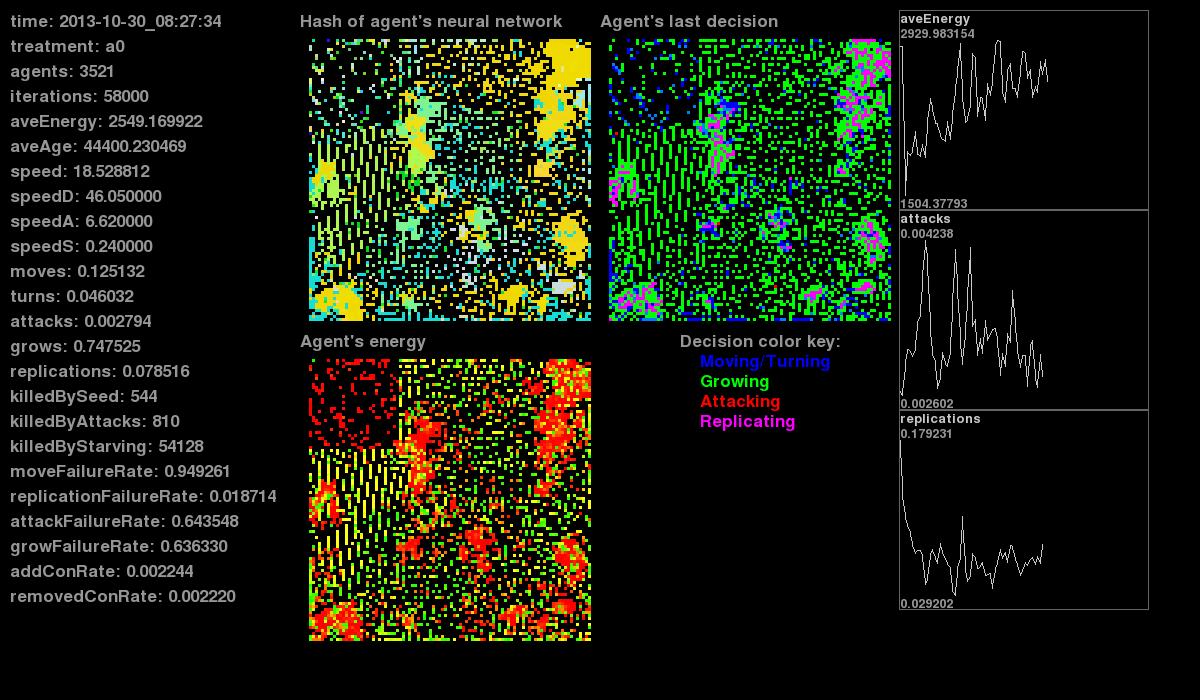 time: 2013-10-30_08:27:34
treatment: a0
agents: 3521
iterations: 58000
aveEnergy: 2549.169922
aveAge: 44400.230469
speed: 18.528812
speedD: 46.050000
speedA: 6.620000
speedS: 0.240000
moves: 0.125132
turns: 0.046032
attacks: 0.002794
grows: 0.747525
replications: 0.078516
killedBySeed: 544
killedByAttacks: 810
killedByStarving: 54128
moveFailureRate: 0.949261
replicationFailureRate: 0.018714
attackFailureRate: 0.643548
growFailureRate: 0.636330
addConRate: 0.002244
removedConRate: 0.002220
Hash of agent's neural network
Agent's last decision
Agent's energy
Decision color key:
Moving/Turning
Growing
Attacking
Replicating
aveEnergy
2929.983154
1504.37793
attacks
0.004238
0.002602
replications
0.179231
0.029202